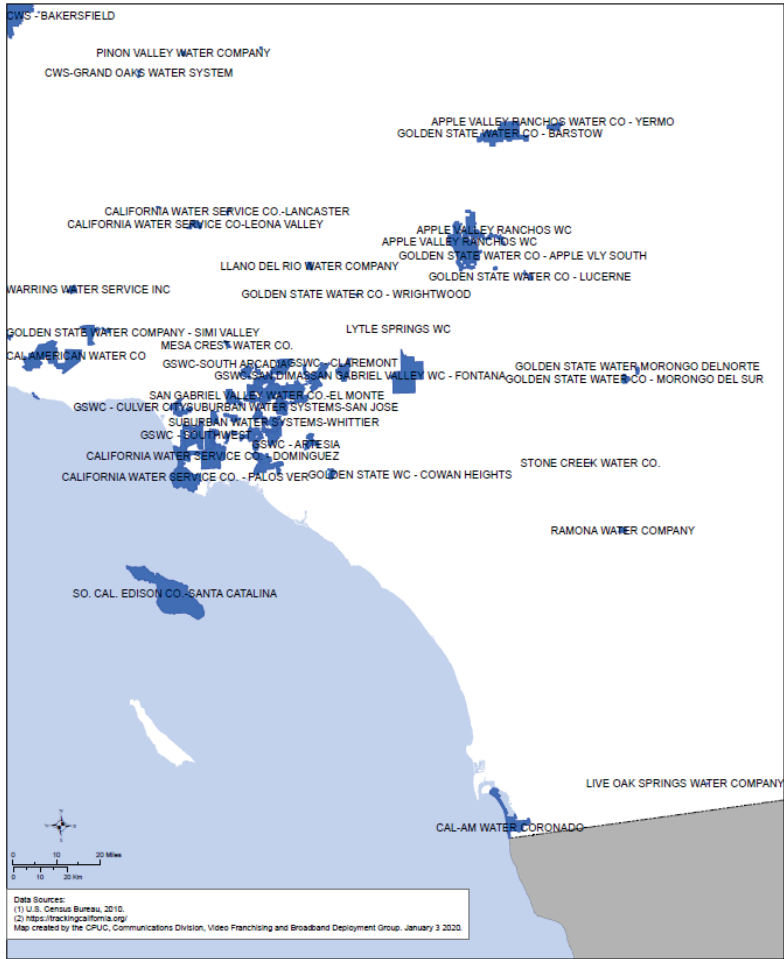 CWS - BAKERSFIELD
PINON VALLEY WATER COMPANY
CWS-GRAND OAKS WATER SYSTEM
APPLE VALLEY RANCHOS WATER CO - YERMO
GOLDEN STATE WATER CO - BARSTOW
CALIFORNIA WATER SERVICE CO.-LANCASTER
CALIFORNIA WATER SERVICE CO-LEONA VALLEY
APPLE VALLEY RANCHOS WC
APPLE VALLEY RANCHOS WC
GOLDEN STATE WATER CO - APPLE VLY SOUTH
LLANO DEL RIO WATER COMPANY
GOLDEN STATE WATER CO - LUCERNE
WARRING WATER SERVICE INC
GOLDEN STATE WATER CO - WRIGHTWOOD
GOLDEN STATE WATER COMPANY - SIMI VALLEY
LYTLE SPRINGS WC
MESA CREST WATER CO.
CAL AMERICAN WATER CO
GSWC-SOUTH ARCADIA
GSWC - CLAREMONT
GOLDEN STATE WATER MORONGO DELNORTE
GSWC-SAN DIMAS
SAN GABRIEL VALLEY WC - FONTANA
GOLDEN STATE WATER CO - MORONGO DEL SUR
SAN GABRIEL VALLEY WATER CO.-EL MONTE
GSWC - CULVER CITY
SUBURBAN WATER SYSTEMS-SAN JOSE
SUBURBAN WATER SYSTEMS-WHITTIER
GSWC - SOUTHWEST
GSWC - ARTESIA
CALIFORNIA WATER SERVICE CO. - DOMINGUEZ
STONE CREEK WATER CO.
CALIFORNIA WATER SERVICE CO. - PALOS VER
GOLDEN STATE WC - COWAN HEIGHTS
RAMONA WATER COMPANY
SO. CAL. EDISON CO.-SANTA CATALINA
LIVE OAK SPRINGS WATER COMPANY
CAL-AM WATER CORONADO
0 10 20 Miles
0 10 20 Km
Data Sources:
(1) U.S. Census Bureau, 2010.
(2) https://trackingcalifornia.org/
Map created by the CPUC, Communications Division, Video Franchising and Broadband Deployment Group. January 3 2020.